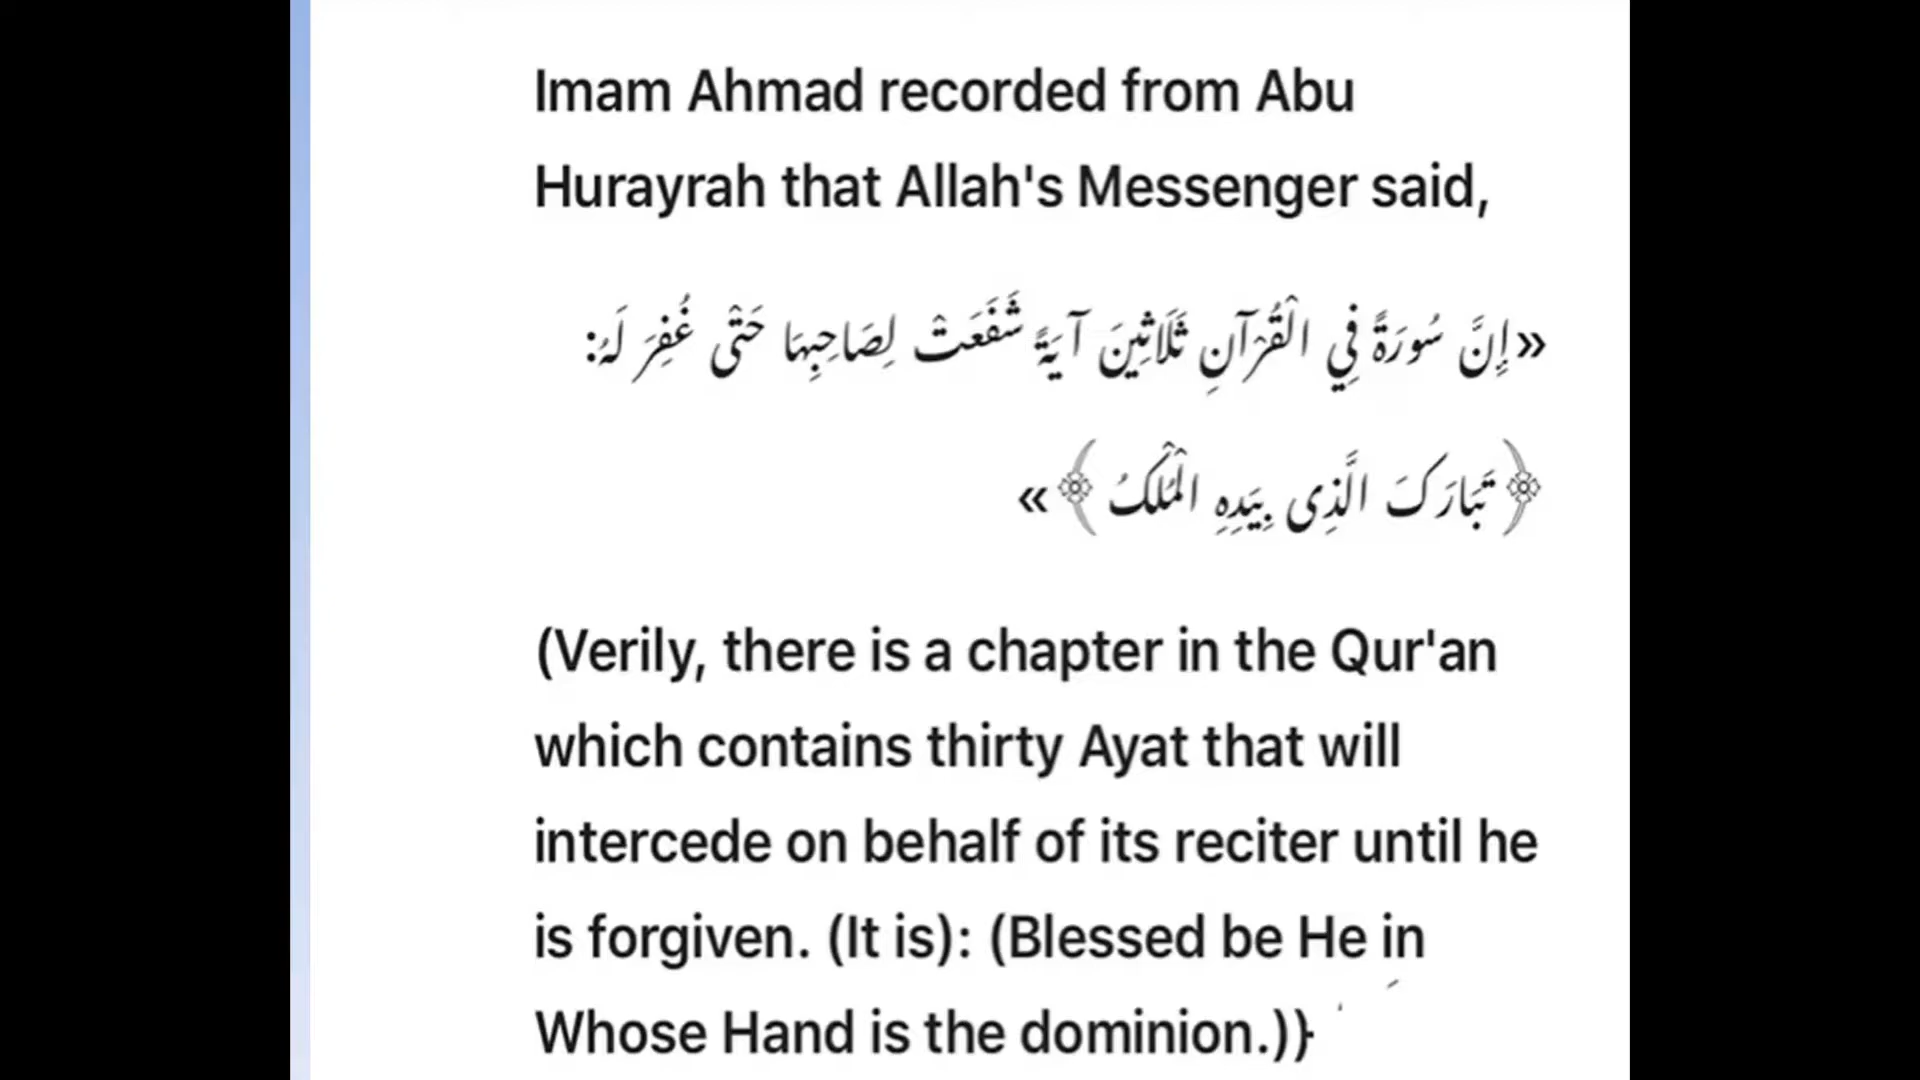 Imam Ahmad recorded from Abu
Hurayrah that Allah's Messenger said,
«إِنَّ سُورَةً فِي الْقُرْآنِ ثَلَاثِينَ آيَةً شَفَعَتْ لِصَاحِبِهَا حَتْى غُفِرَ لَهُ:
﴿تَبَارَكَ الَّذِى بِيَدِهِ الْمُلْكُ﴾»
(Verily, there is a chapter in the Qur'an
which contains thirty Ayat that will
intercede on behalf of its reciter until he
is forgiven. (It is): (Blessed be He in
Whose Hand is the dominion.)}